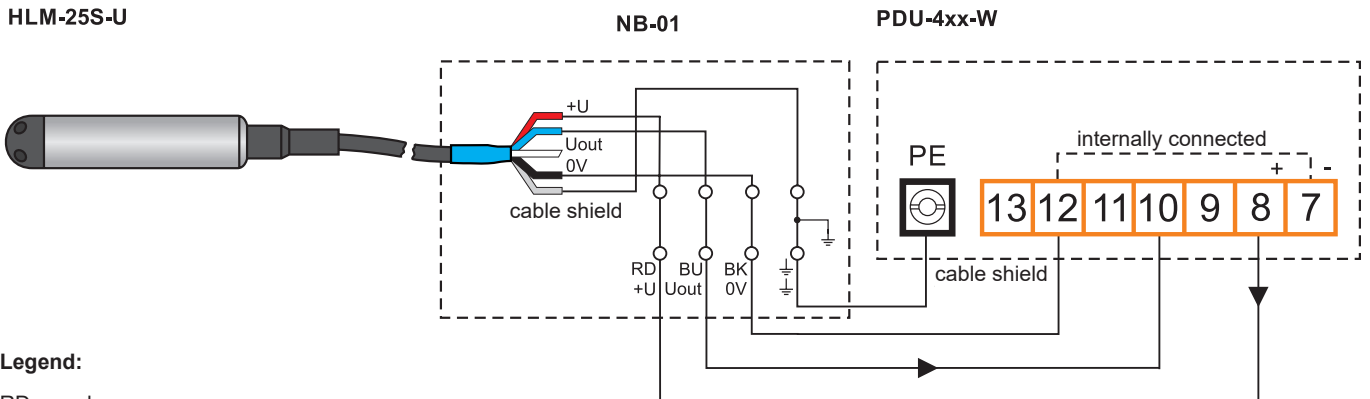 HLM-25S-U
NB-01
PDU-4xx-W
+U
Uout
0V
cable shield
RD BU BK
+U Uout 0V
internally connected
+ -
PE
13 12 11 10 9 8 7
cable shield
Legend: